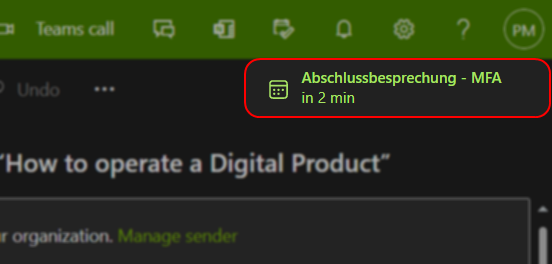 Teams call
PM
Undo
Abschlussbesprechung - MFA
in 2 min
“How to operate a Digital Product”
r organization. Manage sender